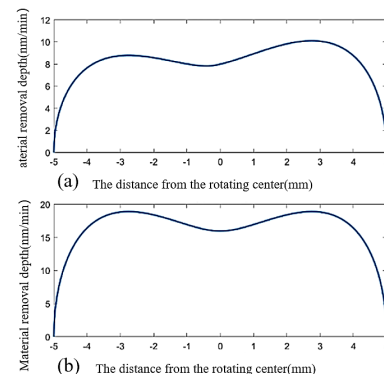 12
10
8
6
4
2
0
aterial removal depth(nm/min)
-5 -4 -3 -2 -1 0 1 2 3 4
(a) The distance from the rotating center(mm)
20
15
10
5
0
Material removal depth(nm/min)
-5 -4 -3 -2 -1 0 1 2 3 4
(b) The distance from the rotating center(mm)